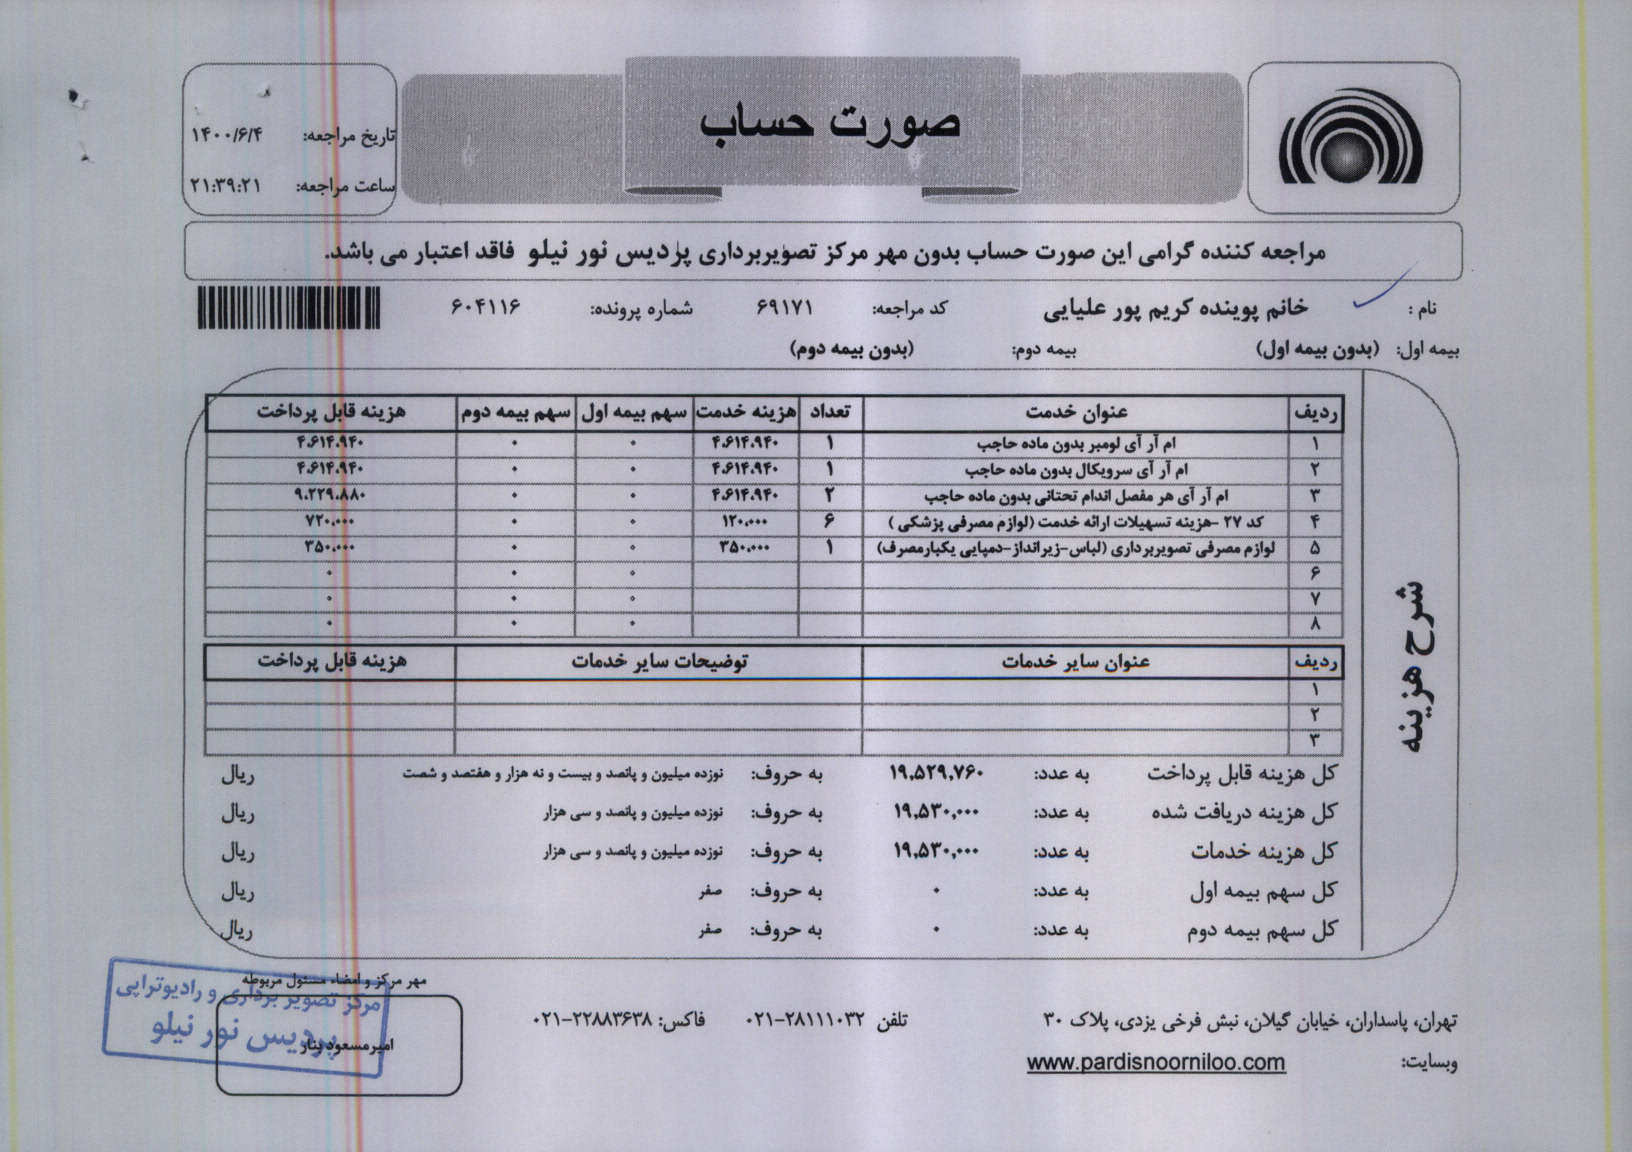 صورت حساب
تاریخ مراجعه: ۱۴۰۰/۶/۴
ساعت مراجعه: ۲۱:۳۹:۲۱
مراجعه کننده گرامی این صورت حساب بدون مهر مرکز تصویربرداری پردیس نور نیلو فاقد اعتبار می باشد.
نام : خانم پوینده کریم پور علیایی کد مراجعه: ۶۹۱۷۱ شماره پرونده: ۶۰۴۱۱۶
بیمه اول: (بدون بیمه اول) بیمه دوم: (بدون بیمه دوم)
شرح هزینه
ردیف عنوان خدمت تعداد هزینه خدمت سهم بیمه اول سهم بیمه دوم هزینه قابل پرداخت
۱ ام آر آی لومبر بدون ماده حاجب ۱ ۴،۶۱۴،۹۴۰ ۰ ۰ ۴،۶۱۴،۹۴۰
۲ ام آر آی سرویکال بدون ماده حاجب ۱ ۴،۶۱۴،۹۴۰ ۰ ۰ ۴،۶۱۴،۹۴۰
۳ ام آر آی هر مفصل اندام تحتانی بدون ماده حاجب ۲ ۴،۶۱۴،۹۴۰ ۰ ۰ ۹،۲۲۹،۸۸۰
۴ کد ۲۷ -هزینه تسهیلات ارائه خدمت (لوازم مصرفی پزشکی ) ۶ ۱۲۰،۰۰۰ ۰ ۰ ۷۲۰،۰۰۰
۵ لوازم مصرفی تصویربرداری (لباس-زیرانداز-دمپایی یکبارمصرف) ۱ ۳۵۰،۰۰۰ ۰ ۰ ۳۵۰،۰۰۰
۶ ۰ ۰ ۰
۷ ۰ ۰ ۰
۸ ۰ ۰ ۰
ردیف عنوان سایر خدمات توضیحات سایر خدمات هزینه قابل پرداخت
۱
۲
۳
کل هزینه قابل پرداخت به عدد: ۱۹,۵۲۹,۷۶۰ به حروف: نوزده میلیون و پانصد و بیست و نه هزار و هفتصد و شصت ریال
کل هزینه دریافت شده به عدد: ۱۹,۵۳۰,۰۰۰ به حروف: نوزده میلیون و پانصد و سی هزار ریال
کل هزینه خدمات به عدد: ۱۹,۵۳۰,۰۰۰ به حروف: نوزده میلیون و پانصد و سی هزار ریال
کل سهم بیمه اول به عدد: ۰ به حروف: صفر ریال
کل سهم بیمه دوم به عدد: ۰ به حروف: صفر ریال
مهر مرکز و امضاء مسئول مربوطه
مرکز تصویر برداری و رادیوتراپی
پردیس نور نیلو
امیرمسعود بنار
تهران، پاسداران، خیابان گیلان، نبش فرخی یزدی، پلاک ۳۰ تلفن ۰۲۱-۲۸۱۱۱۰۳۲ فاکس: ۰۲۱-۲۲۸۸۳۶۳۸
وبسایت: www.pardisnoorniloo.com